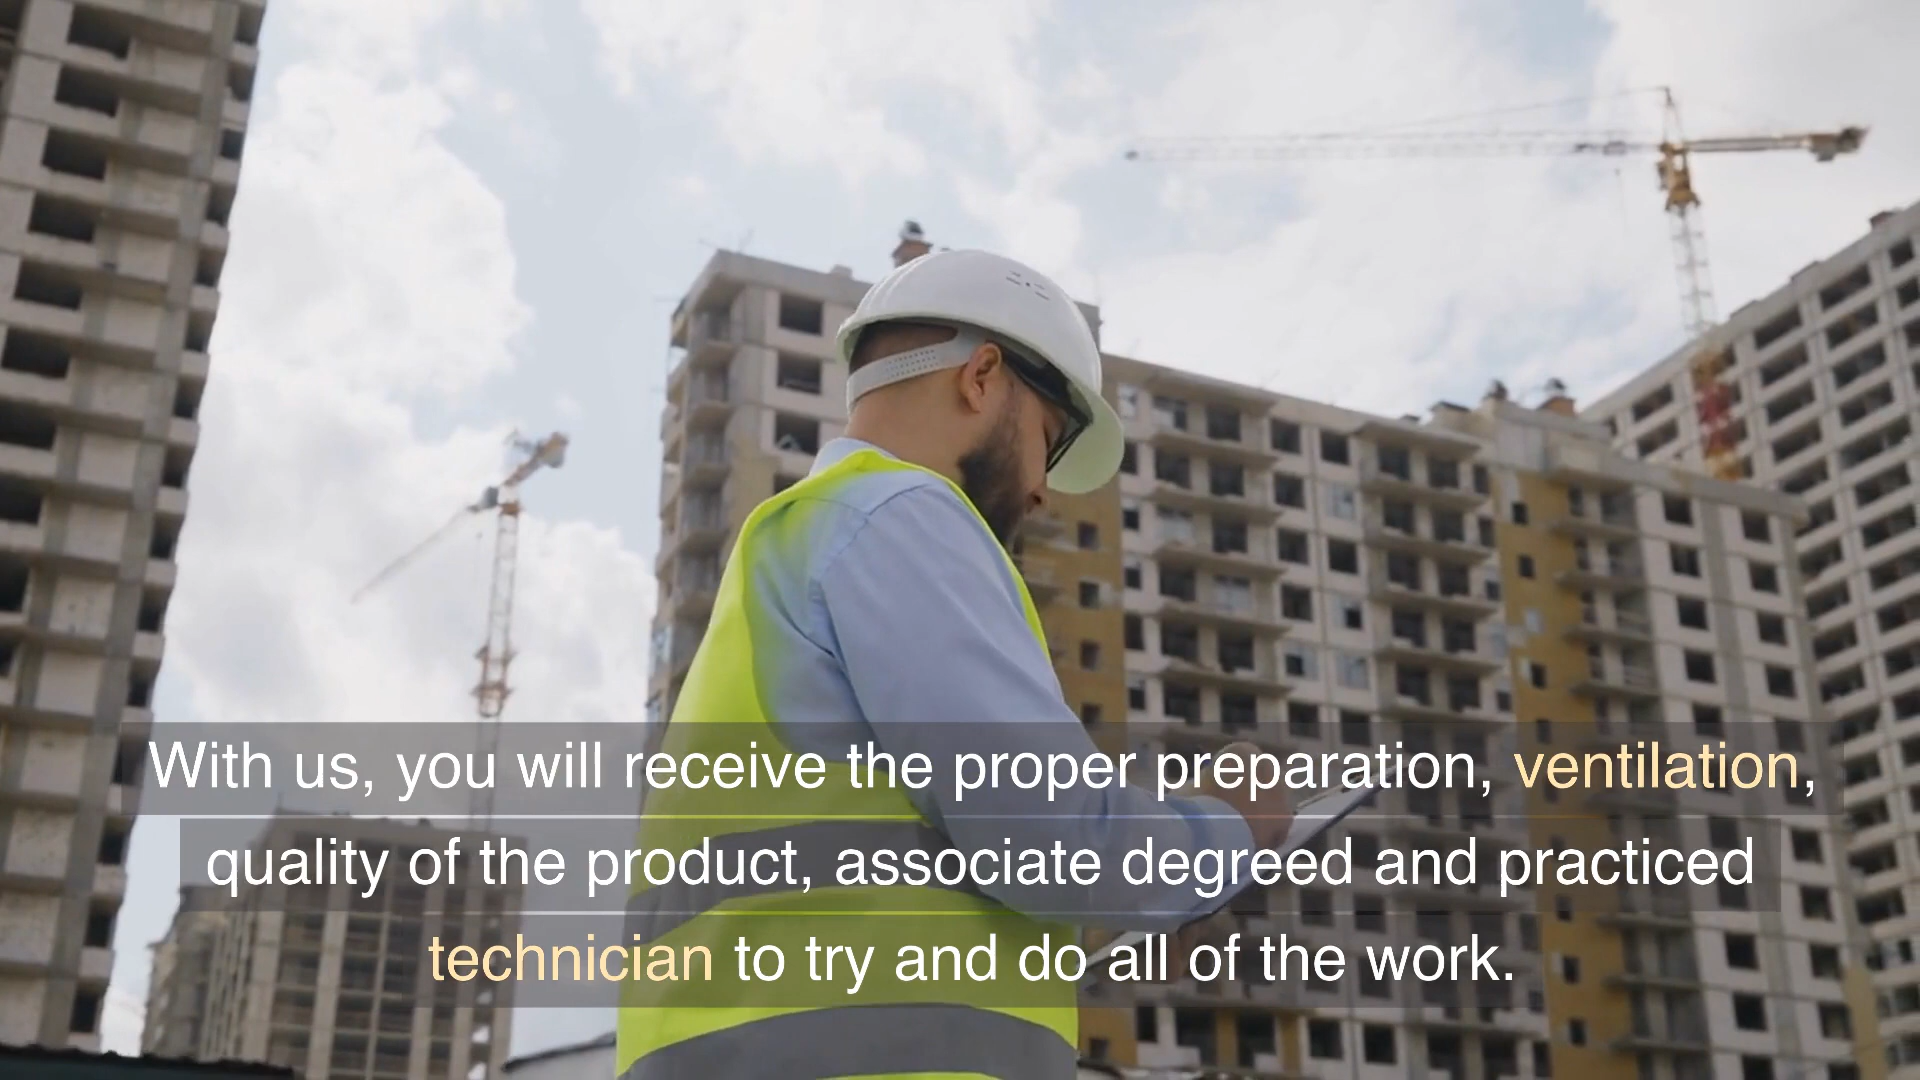 With us, you will receive the proper preparation, ventilation,
quality of the product, associate degreed and practiced
technician to try and do all of the work.